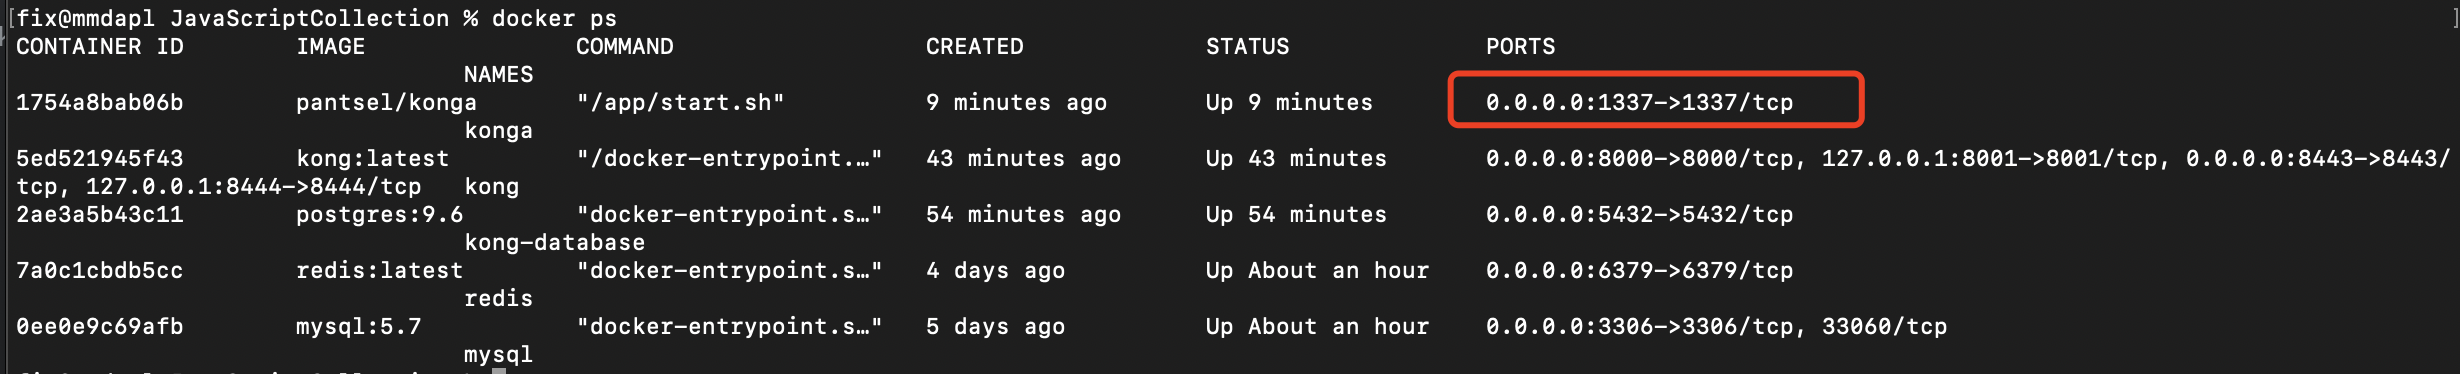 [fix@mmdapl JavaScriptCollection % docker ps ]
CONTAINER ID        IMAGE               COMMAND                  CREATED             STATUS              PORTS
NAMES
1754a8bab06b        pantsel/konga       "/app/start.sh"          9 minutes ago       Up 9 minutes        0.0.0.0:1337->1337/tcp
konga
5ed521945f43        kong:latest         "/docker-entrypoint.…"   43 minutes ago      Up 43 minutes       0.0.0.0:8000->8000/tcp, 127.0.0.1:8001->8001/tcp, 0.0.0.0:8443->8443/
tcp, 127.0.0.1:8444->8444/tcp   kong
2ae3a5b43c11        postgres:9.6        "docker-entrypoint.s…"   54 minutes ago      Up 54 minutes       0.0.0.0:5432->5432/tcp
kong-database
7a0c1cbdb5cc        redis:latest        "docker-entrypoint.s…"   4 days ago          Up About an hour    0.0.0.0:6379->6379/tcp
redis
0ee0e9c69afb        mysql:5.7           "docker-entrypoint.s…"   5 days ago          Up About an hour    0.0.0.0:3306->3306/tcp, 33060/tcp
mysql